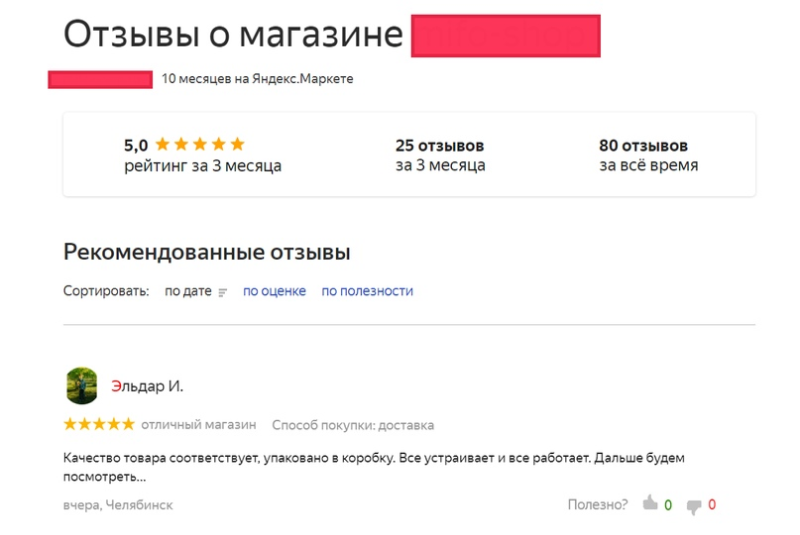 Отзывы о магазине
10 месяцев на Яндекс.Маркете
5,0
25 отзывов
80 отзывов
рейтинг за 3 месяца
за 3 месяца
за всё время
Рекомендованные отзывы
Сортировать: по дате по оценке по полезности
Эльдар И.
отличный магазин Способ покупки: доставка
Качество товара соответствует, упаковано в коробку. Все устраивает и все работает. Дальше будем
посмотреть...
вчера, Челябинск
Полезно? 0 0